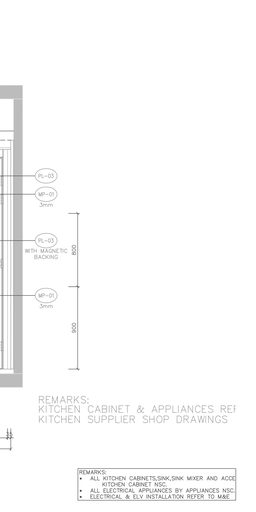 PL-03
MP-01
3mm
PL-03
WITH MAGNETIC
BACKING
800
MP-01
3mm
900
REMARKS:
KITCHEN CABINET & APPLIANCES REF
KITCHEN SUPPLIER SHOP DRAWINGS
REMARKS:
• ALL KITCHEN CABINETS,SINK,SINK MIXER AND ACCE
KITCHEN CABINET NSC.
• ALL ELECTRICAL APPLIANCES BY APPLIANCES NSC.
• ELECTRICAL & ELV INSTALLATION REFER TO M&E